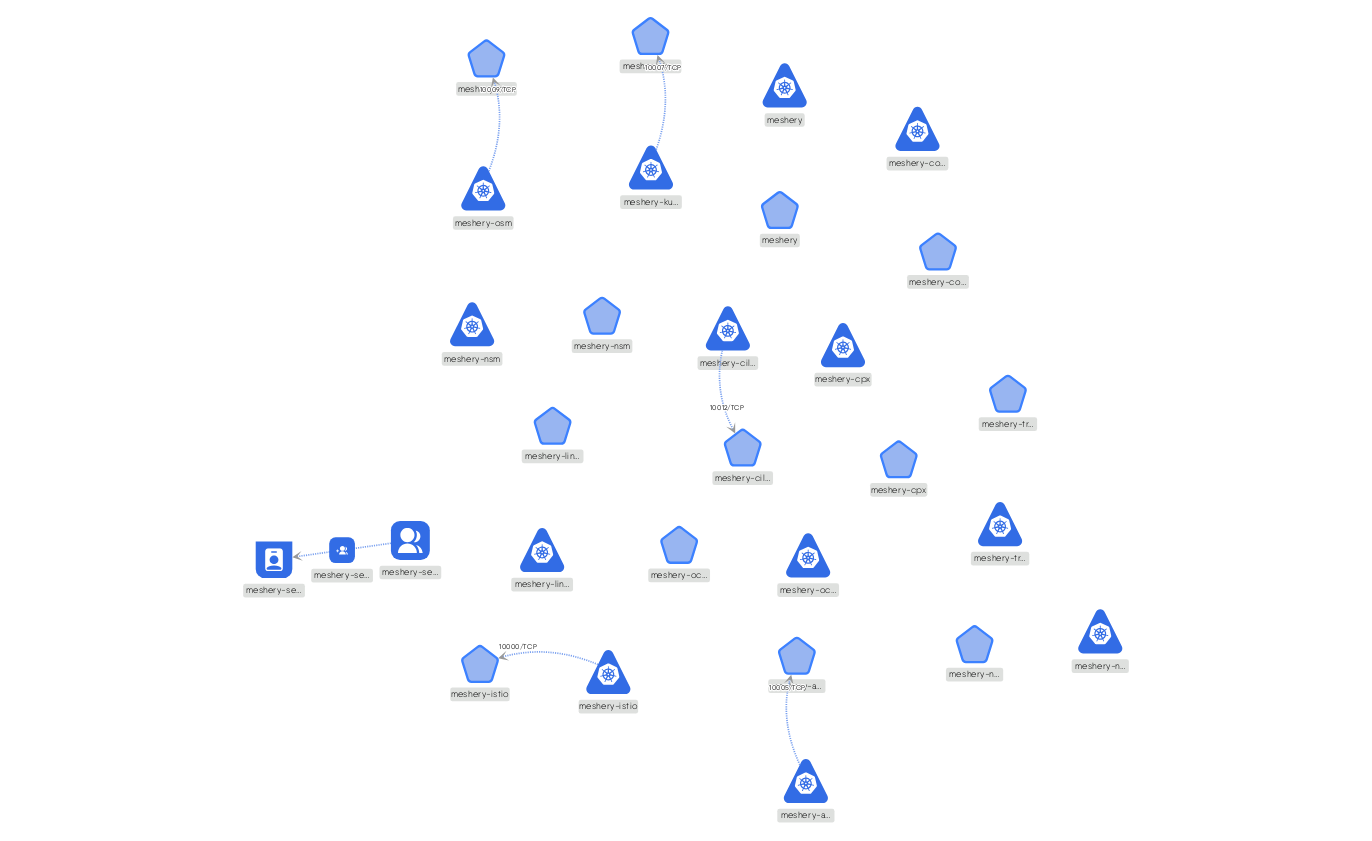 10007/TCP
10009/TCP
meshery
meshery-co...
meshery-ku...
meshery-osm
meshery
meshery-co...
meshery-nsm
meshery-nsm
meshery-cil...
meshery-cpx
10012/TCP
meshery-tr...
meshery-lin...
meshery-cil...
meshery-cpx
meshery-tr...
meshery-se...
meshery-se...
meshery-se...
meshery-oc...
meshery-lin...
meshery-oc...
10000/TCP
meshery-n...
meshery-n...
-a...
10005/TCP
meshery-istio
meshery-istio
meshery-a...